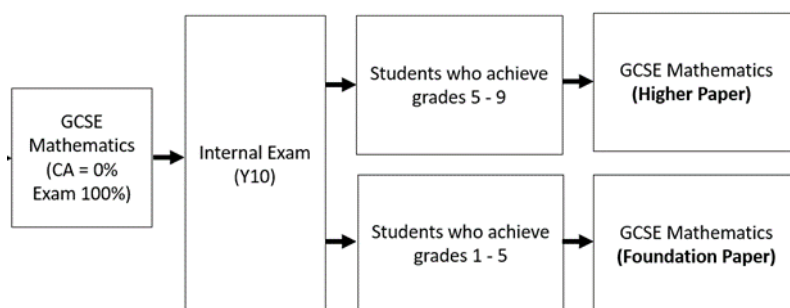 GCSE
Mathematics
(CA = 0%
Exam 100%)
Internal Exam
(Y10)
Students who achieve
grades 5 - 9
GCSE Mathematics
(Higher Paper)
Students who achieve
grades 1 - 5
GCSE Mathematics
(Foundation Paper)